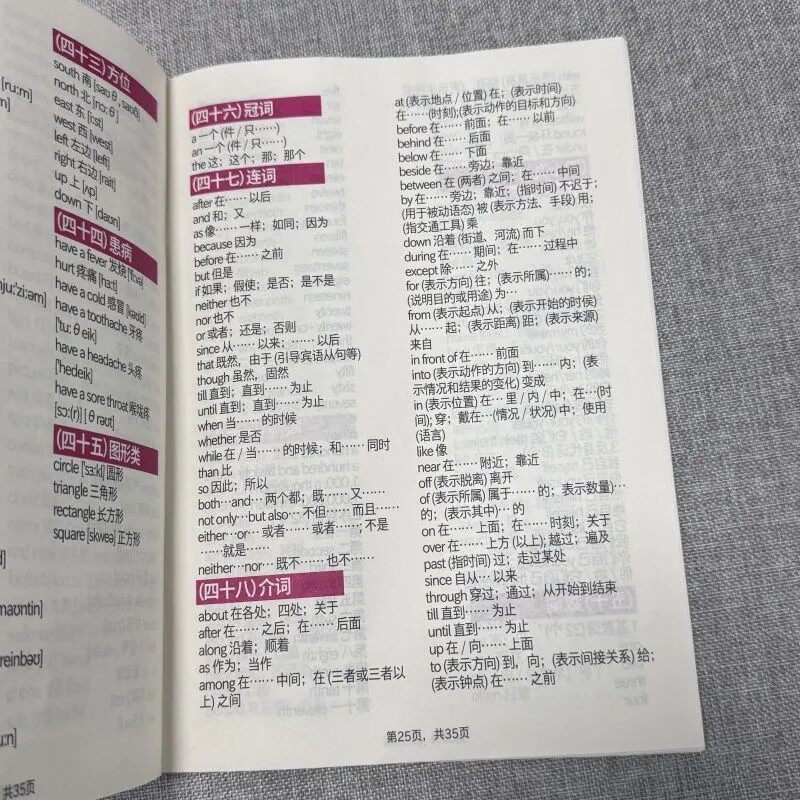 [ruːm]
[ruːn]
共35页
(四十三) 方位
south 南 [saʊθ, saʊð]
north 北 [nɔːθ]
east 东 [iːst]
west 西 [west]
left 左边 [left]
right 右边 [raɪt]
up 上 [ʌp]
down 下 [daʊn]
(四十四) 患病
have a fever 发烧 ['fiːvə]
hurt 疼痛 [hɜːt]
have a cold 感冒 [kəʊld]
have a toothache 牙疼
['tuːθeik]
have a headache 头疼
['hedeik]
have a sore throat 喉咙疼
[sɔː(r)] [θrəʊt]
(四十五) 图形类
circle ['sɜːkl] 圆形
triangle 三角形
rectangle 长方形
square [skweə] 正方形
(四十六) 冠词
a 一个 (件 / 只……)
an 一个 (件 / 只……)
the 这；这个；那；那个
(四十七) 连词
after 在…… 以后
and 和；又
as 像…… 一样；如同；因为
because 因为
before 在…… 之前
but 但是
if 如果；假使；是否；是不是
neither 也不
nor 也不
or 或者；还是；否则
since 从…… 以来；…… 以后
that 既然，由于 (引导宾语从句等)
though 虽然，固然
till 直到；直到…… 为止
until 直到；直到…… 为止
when 当…… 的时候
whether 是否
while 在 / 当…… 的时候；和…… 同时
than 比
so 因此；所以
both…and… 两个都；既…… 又……
not only…but also… 不但…… 而且……
either…or… 或者…… 或者……；不是
……就是……
neither…nor… 既不…… 也不……
(四十八) 介词
about 在各处；四处；关于
after 在…… 之后；在…… 后面
along 沿着；顺着
as 作为；当作
among 在…… 中间；在 (三者或三者以
上) 之间
at (表示地点 / 位置) 在；(表示时间)
在……(时刻);(表示动作的目标和方向)
before 在…… 前面；在…… 以前
behind 在…… 后面
below 在…… 下面
beside 在…… 旁边；靠近
between 在 (两者) 之间；在…… 中间
by 在…… 旁边；靠近；(指时间) 不迟于；
(用于被动语态) 被 (表示方法、手段) 用；
(指交通工具) 乘
down 沿着 (街道、河流) 而下
during 在…… 期间；在…… 过程中
except 除…… 之外
for (表示方向) 往；(表示所属)…… 的；
(说明目的或用途) 为…
from (表示起点) 从；(表示开始的时侯)
从…… 起；(表示距离) 距；(表示来源)
来自
in front of 在…… 前面
into (表示动作的方向) 到…… 内；(表
示情况和结果的变化) 变成
in (表示位置) 在… 里 / 内 / 中；在…(时
间)；穿；戴在…(情况 / 状况) 中；使用
(语言)
like 像
near 在…… 附近；靠近
off (表示脱离) 离开
of (表示所属) 属于…… 的；表示数量)…
的；(表示其中)… 的
on 在…… 上面；在…… 时刻；关于
over 在…… 上方 (以上)；越过；遍及
past (指时间) 过；走过某处
since 自从… 以来
through 穿过；通过；从开始到结束
till 直到…… 为止
until 直到…… 为止
up 在 / 向…… 上面
to (表示方向) 到，向；(表示间接关系) 给；
(表示钟点) 在…… 之前
第25页，共35页